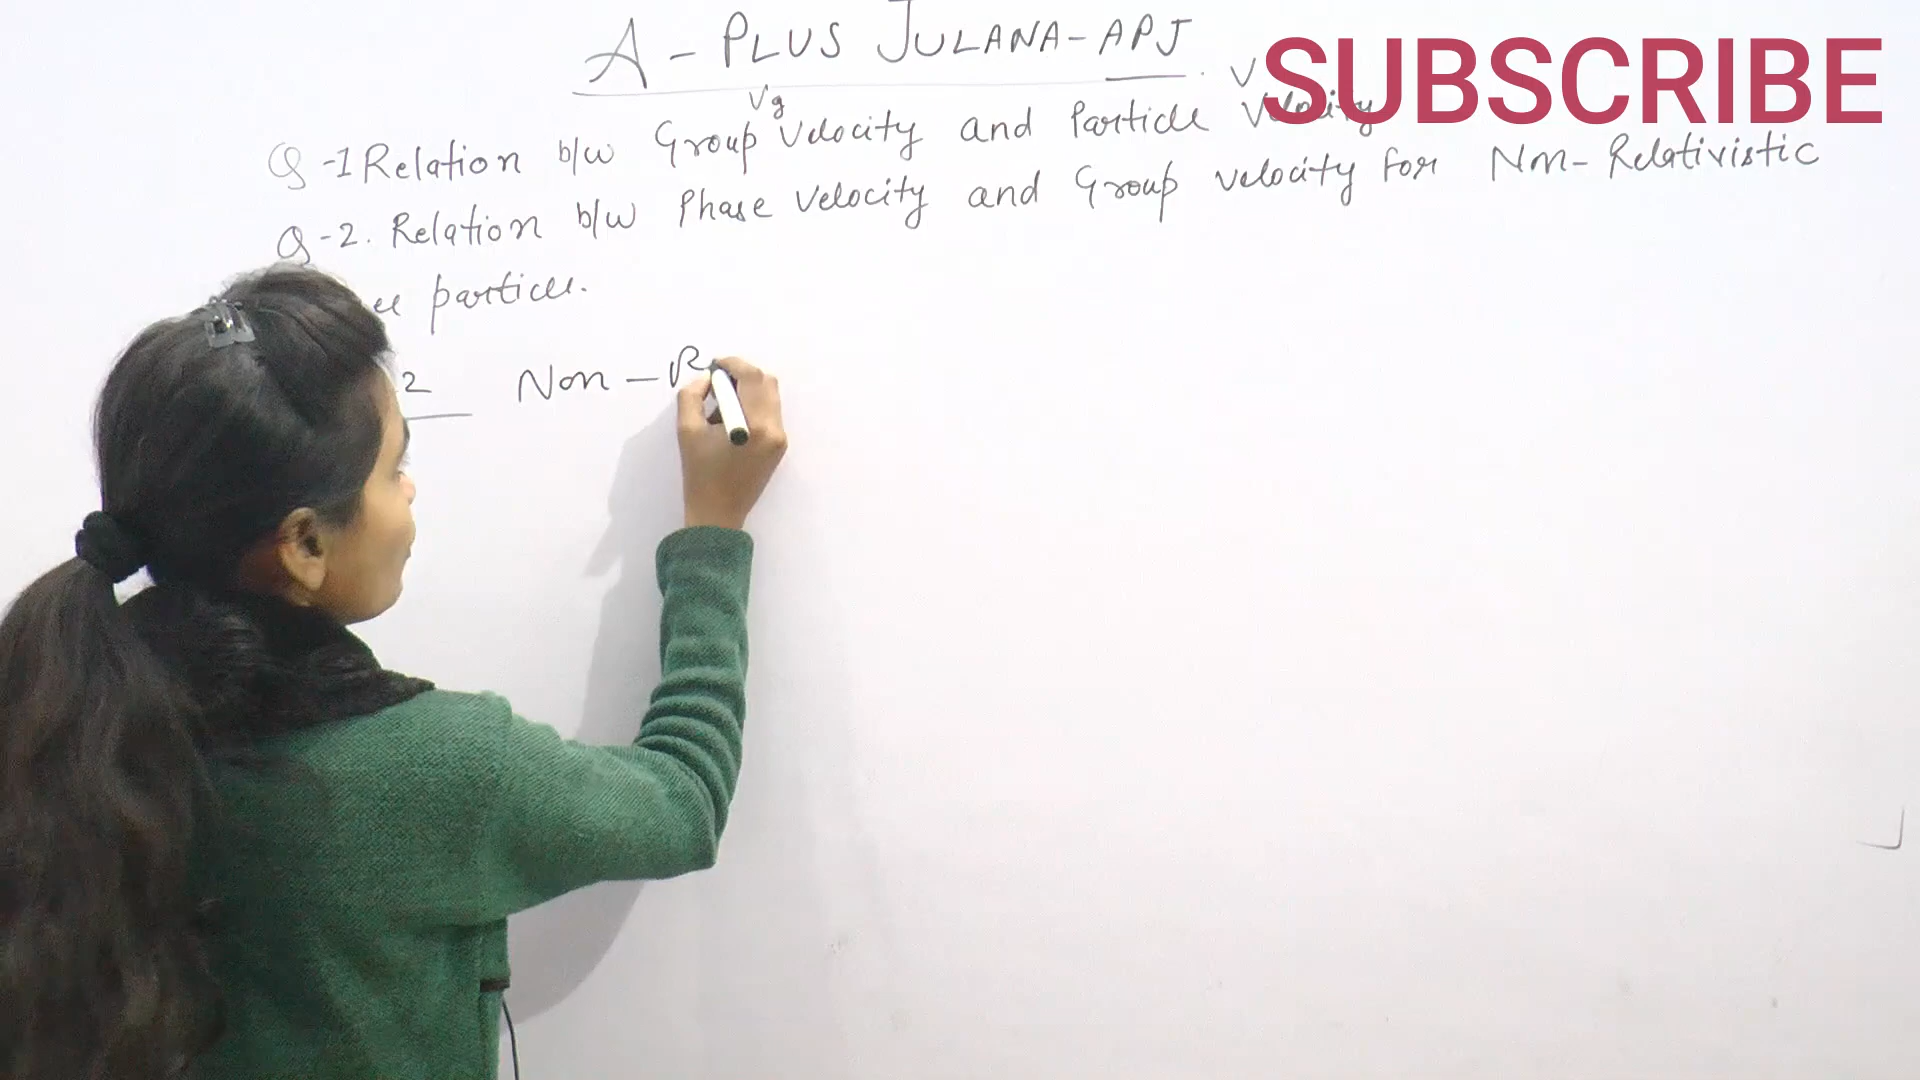 A - PLUS JULANA-APJ
SUBSCRIBE
Vg V
Q-1 Relation b/w Group Velocity and Particle Velocity
Q-2. Relation b/w Phase Velocity and Group velocity for Non-Relativistic
particle.
2 Non - R